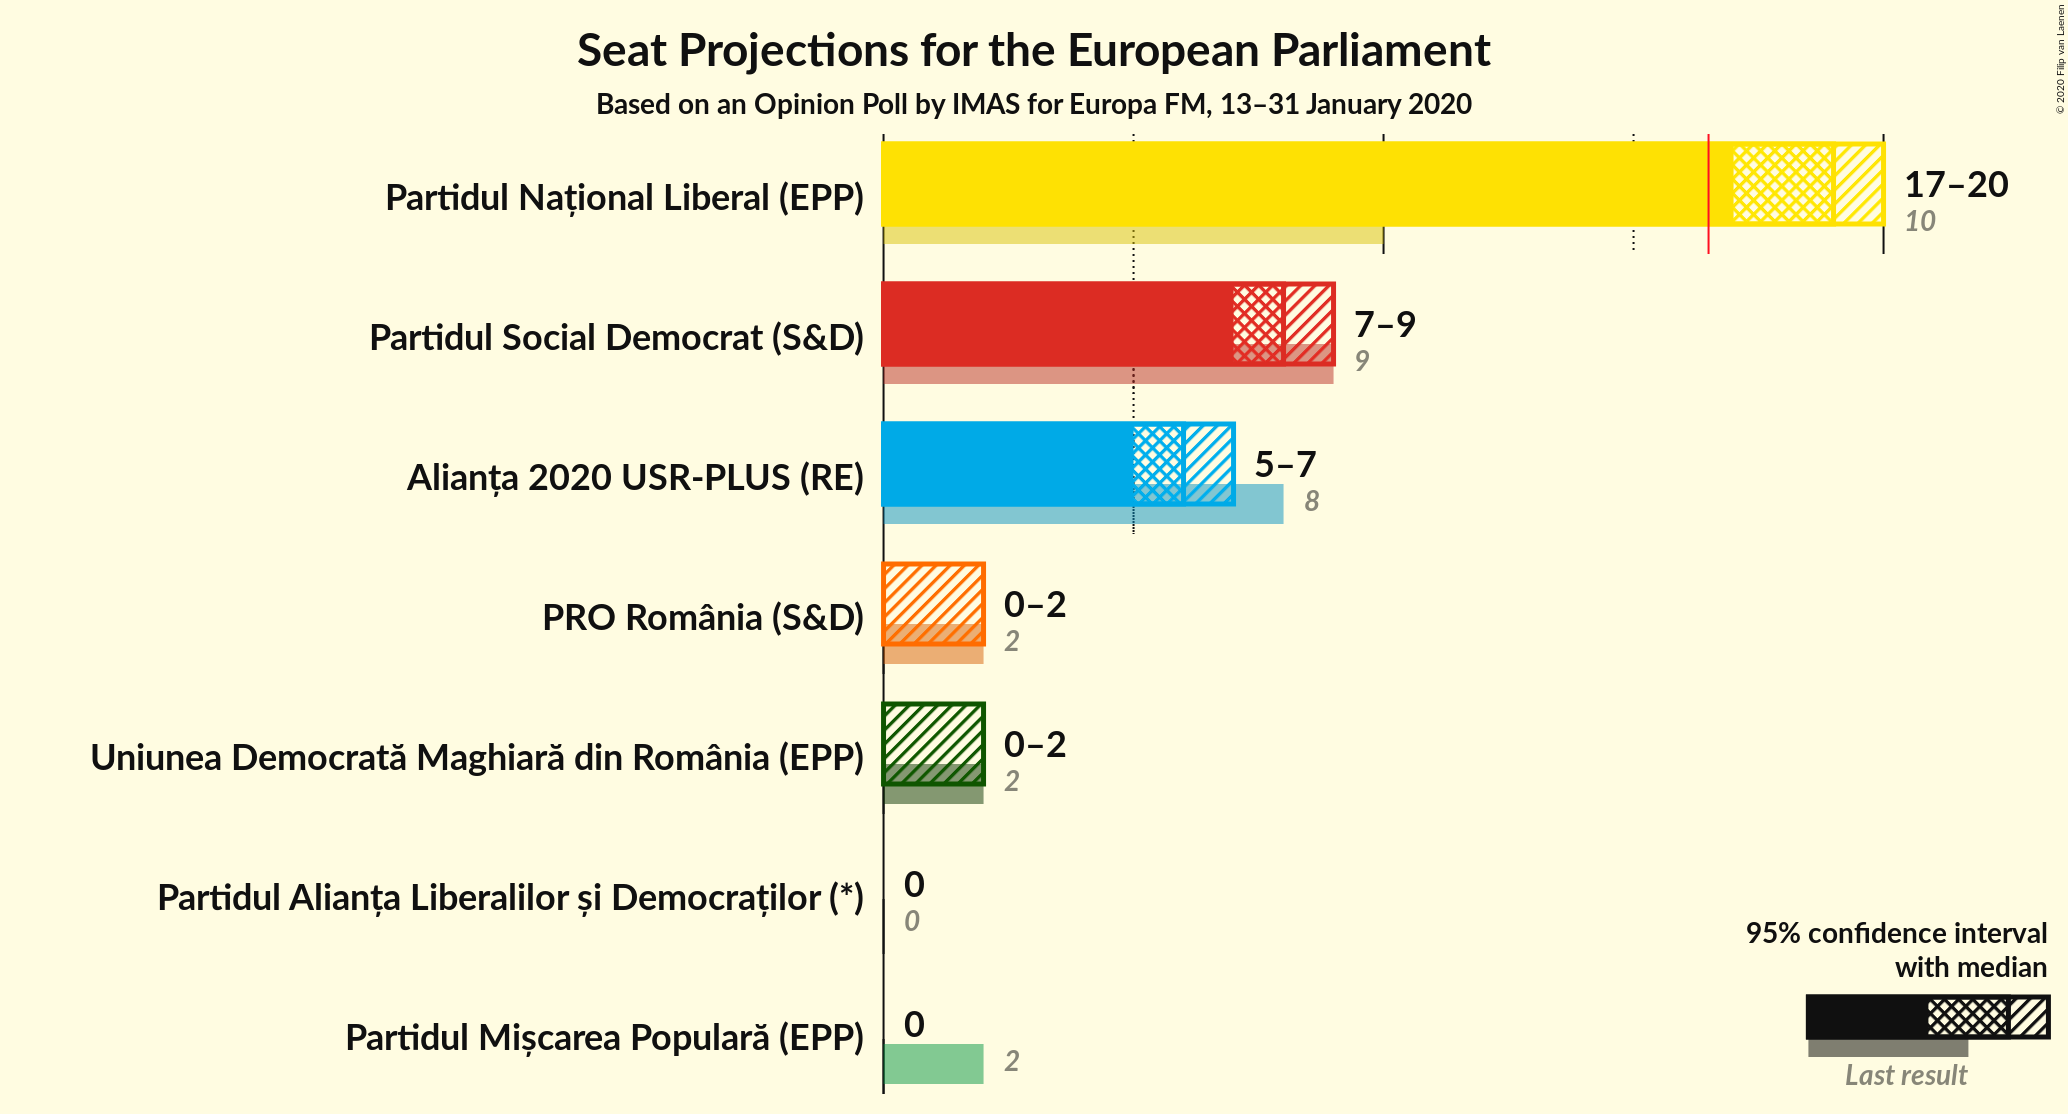 Seat Projections for the European Parliament
Based on an Opinion Poll by IMAS for Europa FM, 13–31 January 2020
© 2020 Filip van Laenen
Partidul Național Liberal (EPP)
17–20
10
Partidul Social Democrat (S&D)
7–9
9
Alianța 2020 USR-PLUS (RE)
5–7
8
PRO România (S&D)
0–2
2
Uniunea Democrată Maghiară din România (EPP)
0–2
2
Partidul Alianța Liberalilor și Democraților (*)
0
0
Partidul Mișcarea Populară (EPP)
0
2
95% confidence interval
with median
Last result